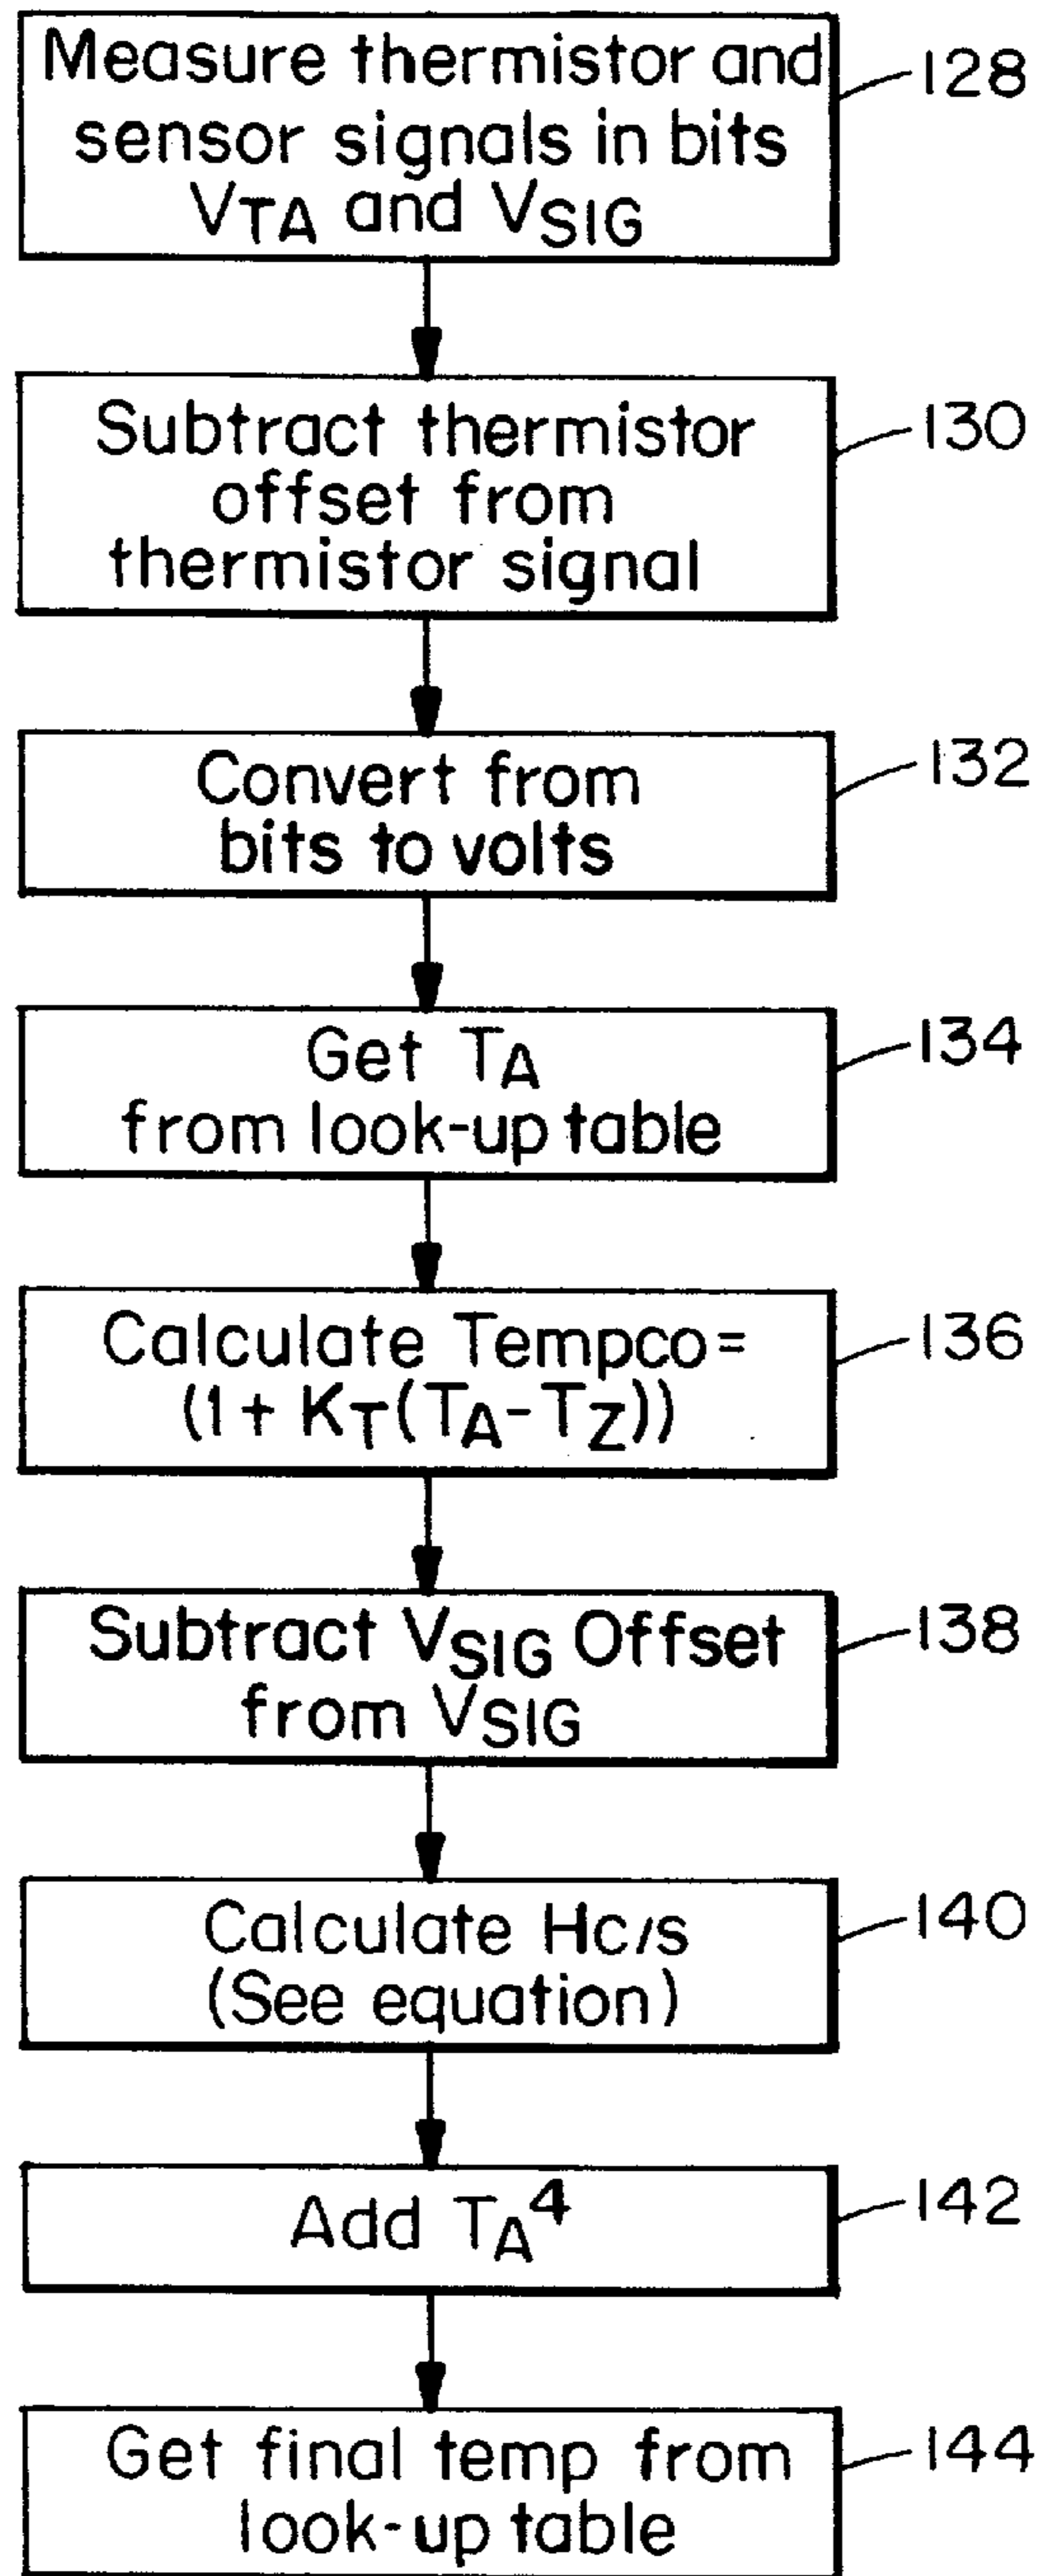 Measure thermistor and
sensor signals in bits
VTA and VSIG
128
Subtract thermistor
offset from
thermistor signal
130
Convert from
bits to volts
132
Get TA
from look-up table
134
Calculate Tempco=
(1 + KT(TA-TZ))
136
Subtract VSIG Offset
from VSIG
138
Calculate Hc/s
(See equation)
140
Add TA⁴
142
Get final temp from
look-up table
144